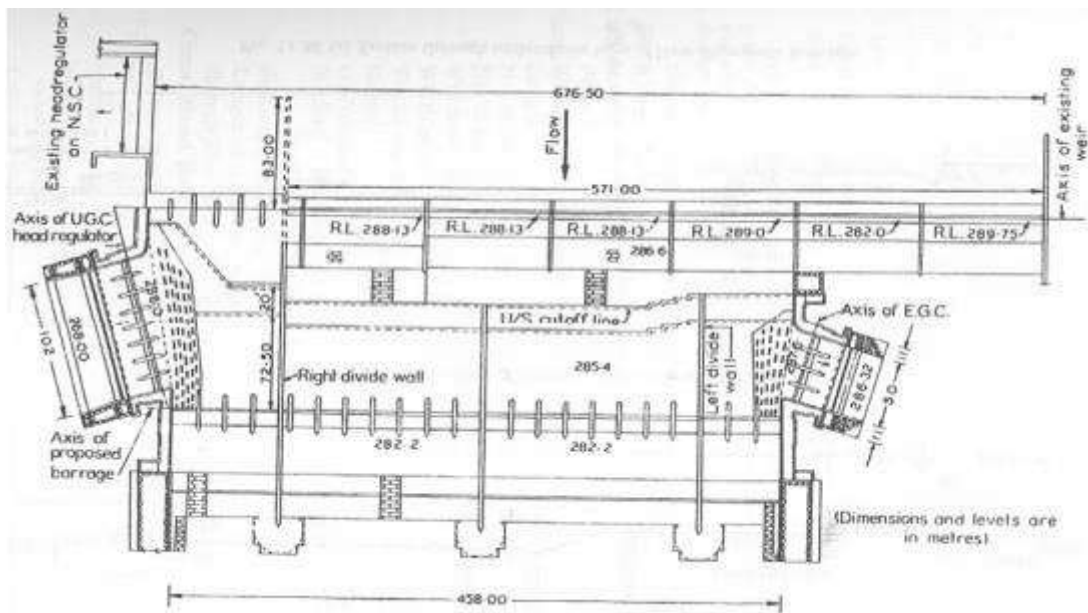 676·50
Existing headregulator
on N.S.C.
83·00
Flow
571·00
Axis of existing
weir
Axis of U.G.C.
head regulator
R.L. 288·13
R.L. 288·13
R.L. 288·13
R.L. 289·0
R.L. 282·0
R.L. 289·75
286·6
20
U/S cutoff line
Axis of E.G.C.
102
72·50
Right divide wall
285·4
Left divide
wall
286·32
50
Axis of
proposed
barrage
282·2
282·2
(Dimensions and levels are
in metres)
458·00